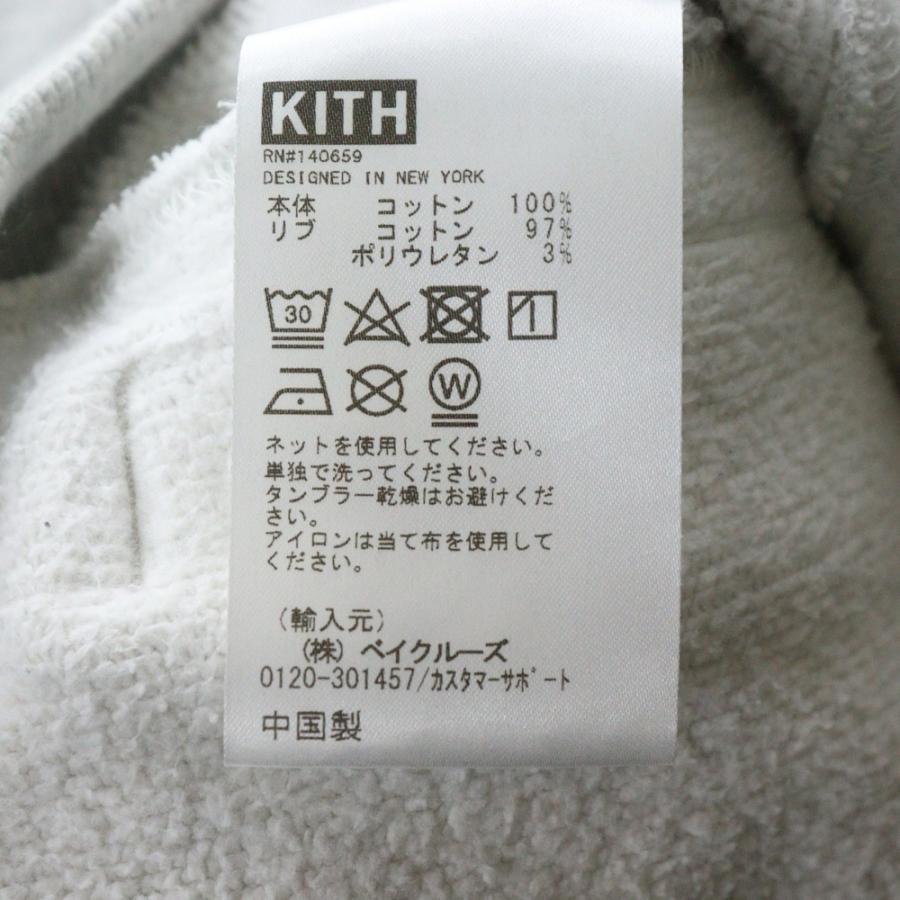 KITH
RN#140659
DESIGNED IN NEW YORK
本体 コットン 100%
リブ コットン 97%
ポリウレタン 3%
30
W
ネットを使用してください。
単独で洗ってください。
タンブラー乾燥はお避けくだ
さい。
アイロンは当て布を使用して
ください。
(輸入元)
(株)ベイクルーズ
0120-301457/カスタマーサポート
中国製